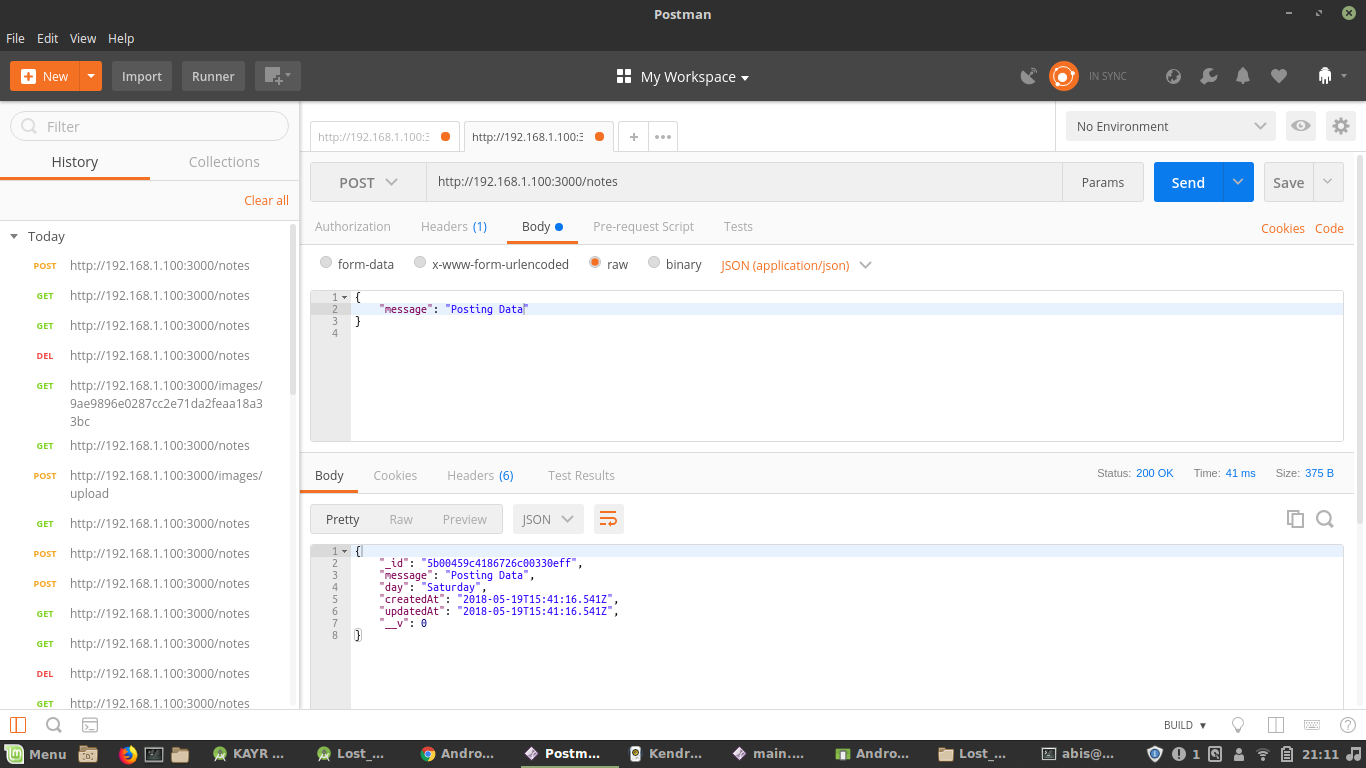 Postman
File Edit View Help
New Import Runner My Workspace IN SYNC
Filter
History Collections
Clear all
Today
POST http://192.168.1.100:3000/notes
GET http://192.168.1.100:3000/notes
GET http://192.168.1.100:3000/notes
DEL http://192.168.1.100:3000/notes
GET http://192.168.1.100:3000/images/
9ae9896e0287cc2e71da2feaa18a3
3bc
GET http://192.168.1.100:3000/notes
POST http://192.168.1.100:3000/images/
upload
GET http://192.168.1.100:3000/notes
POST http://192.168.1.100:3000/notes
POST http://192.168.1.100:3000/notes
GET http://192.168.1.100:3000/notes
GET http://192.168.1.100:3000/notes
DEL http://192.168.1.100:3000/notes
GET http://192.168.1.100:3000/notes
http://192.168.1.100:3 http://192.168.1.100:3 + •••
No Environment
POST http://192.168.1.100:3000/notes Params Send Save
Authorization Headers (1) Body Pre-request Script Tests Cookies Code
form-data x-www-form-urlencoded raw binary JSON (application/json)
1 {
2 "message": "Posting Data"
3 }
4
Body Cookies Headers (6) Test Results Status: 200 OK Time: 41 ms Size: 375 B
Pretty Raw Preview JSON
1 {
2 "_id": "5b00459c4186726c00330eff",
3 "message": "Posting Data",
4 "day": "Saturday",
5 "createdAt": "2018-05-19T15:41:16.541Z",
6 "updatedAt": "2018-05-19T15:41:16.541Z",
7 "__v": 0
8 }
BUILD ?
Menu KAYR ... Lost_... Andro... Postm... Kendr... main.... Andro... Lost_... abis@... 1 21:11